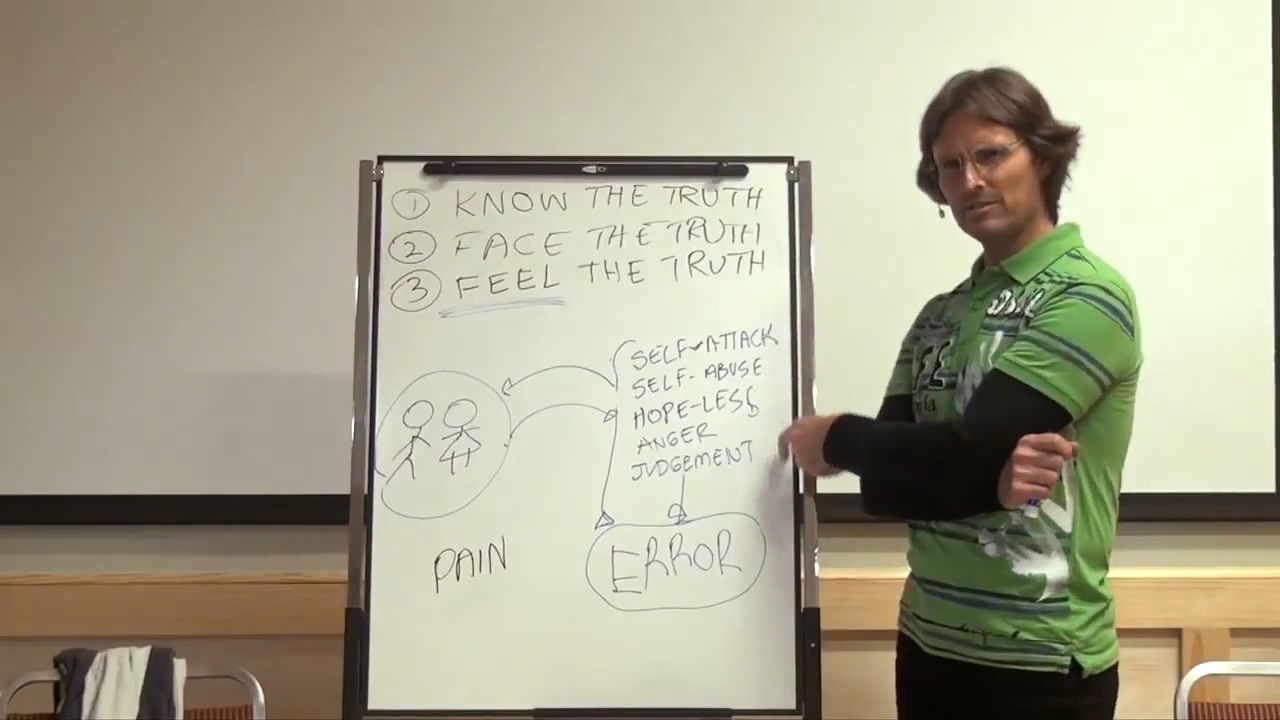 ① KNOW THE TRUTH
② FACE THE TRUTH
③ FEEL THE TRUTH
SELF-ATTACK
SELF-ABUSE
HOPE-LESS
ANGER
JUDGEMENT
PAIN
ERROR